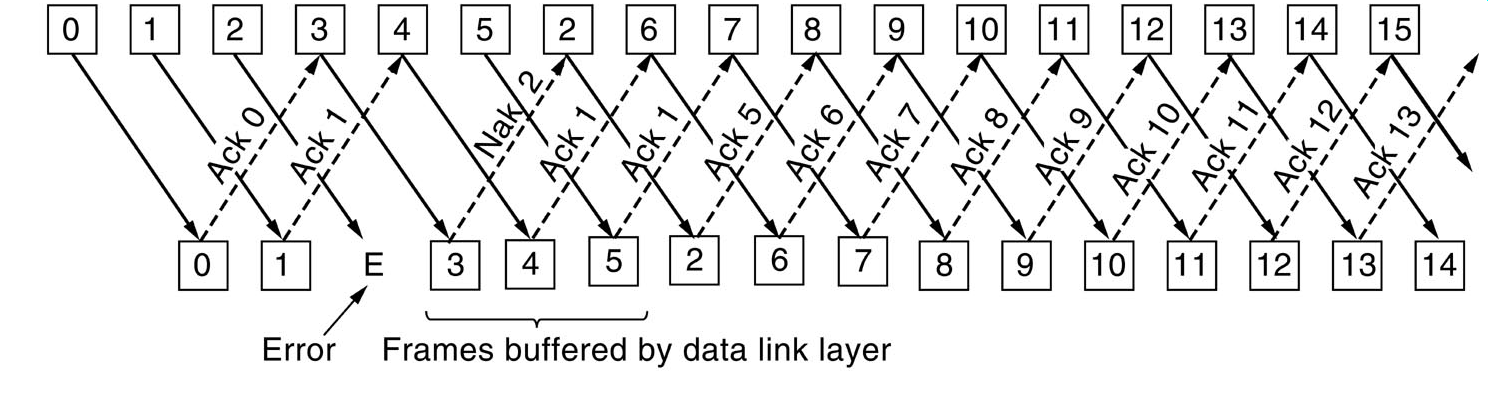 0 1 2 3 4 5 2 6 7 8 9 10 11 12 13 14 15
Ack 0 Ack 1 Nak 2 Ack 1 Ack 1 Ack 5 Ack 6 Ack 7 Ack 8 Ack 9 Ack 10 Ack 11 Ack 12 Ack 13
0 1 E 3 4 5 2 6 7 8 9 10 11 12 13 14
Error Frames buffered by data link layer